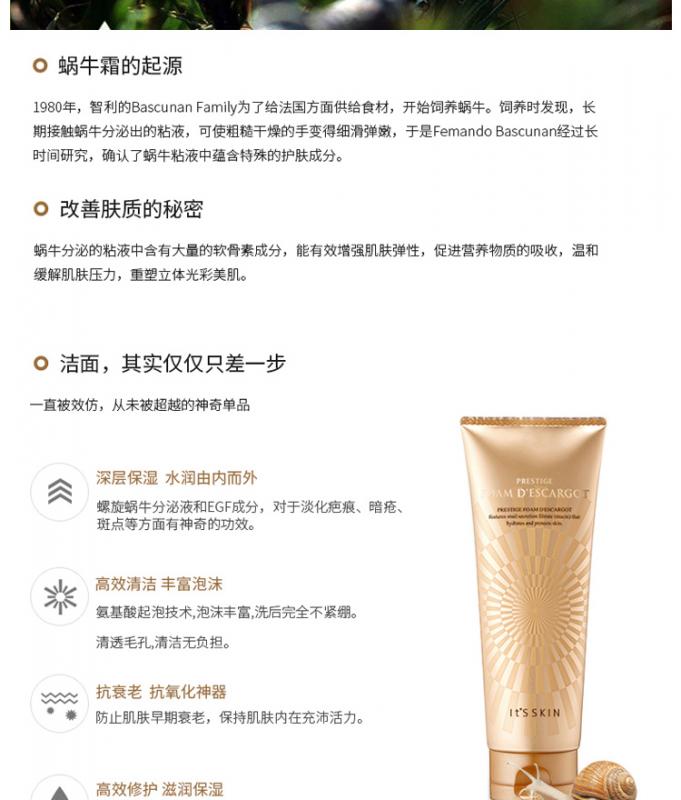 蜗牛霜的起源
1980年，智利的Bascunan Family为了给法国方面供给食材，开始饲养蜗牛。饲养时发现，长
期接触蜗牛分泌出的粘液，可使粗糙干燥的手变得细滑弹嫩，于是Femando Bascunan经过长
时间研究，确认了蜗牛粘液中蕴含特殊的护肤成分。
改善肤质的秘密
蜗牛分泌的粘液中含有大量的软骨素成分，能有效增强肌肤弹性，促进营养物质的吸收，温和
缓解肌肤压力，重塑立体光彩美肌。
洁面，其实仅仅只差一步
一直被效仿，从未被超越的神奇单品
深层保湿 水润由内而外
螺旋蜗牛分泌液和EGF成分，对于淡化疤痕、暗疮、
斑点等方面有神奇的功效。
高效清洁 丰富泡沫
氨基酸起泡技术,泡沫丰富,洗后完全不紧绷。
清透毛孔,清洁无负担。
抗衰老 抗氧化神器
防止肌肤早期衰老，保持肌肤内在充沛活力。
高效修护 滋润保湿
PRESTIGE
FOAM D'ESCARGOT
PRESTIGE FOAM D'ESCARGOT
features snail secretion filtrate
hydrates and protects skin.
It'S SKIN